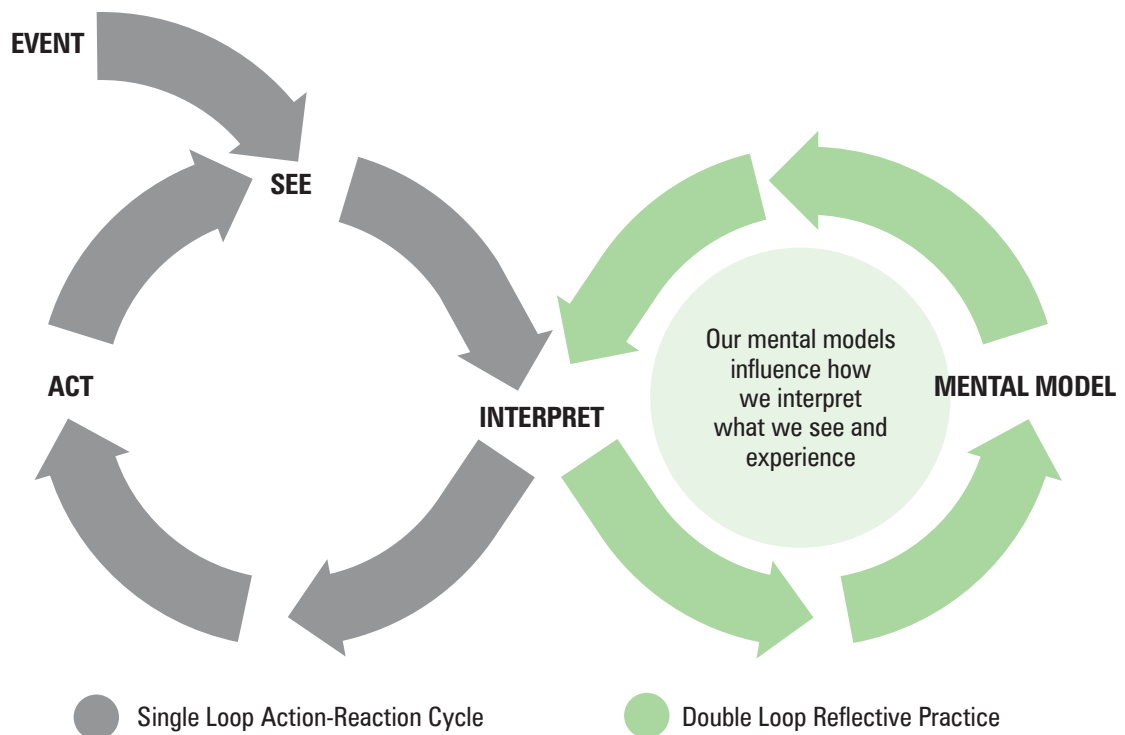 EVENT
SEE
ACT
INTERPRET
Our mental models
influence how
we interpret
what we see and
experience
MENTAL MODEL
Single Loop Action-Reaction Cycle
Double Loop Reflective Practice